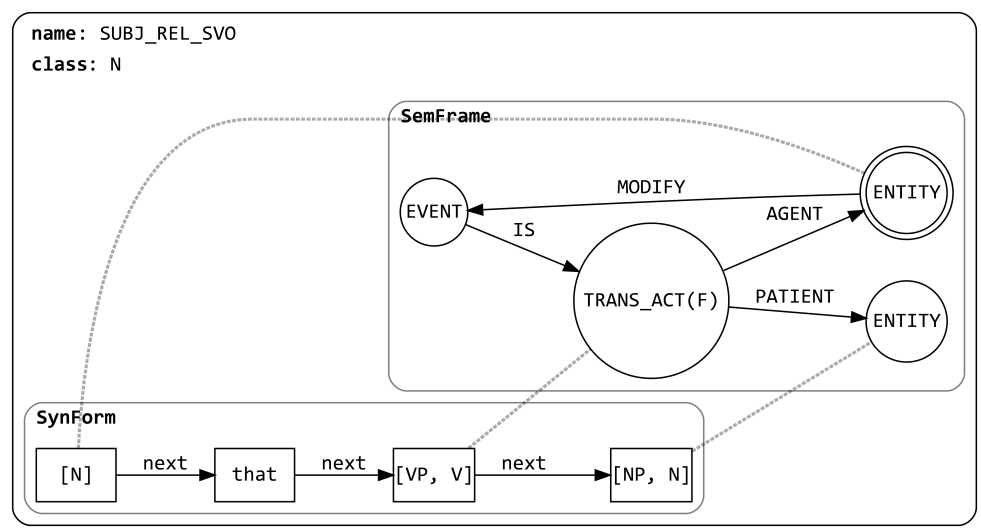 name: SUBJ_REL_SVO
class: N
SemFrame
MODIFY
ENTITY
EVENT
AGENT
IS
TRANS_ACT(F)
PATIENT
ENTITY
SynForm
[N] next that next [VP, V] next [NP, N]